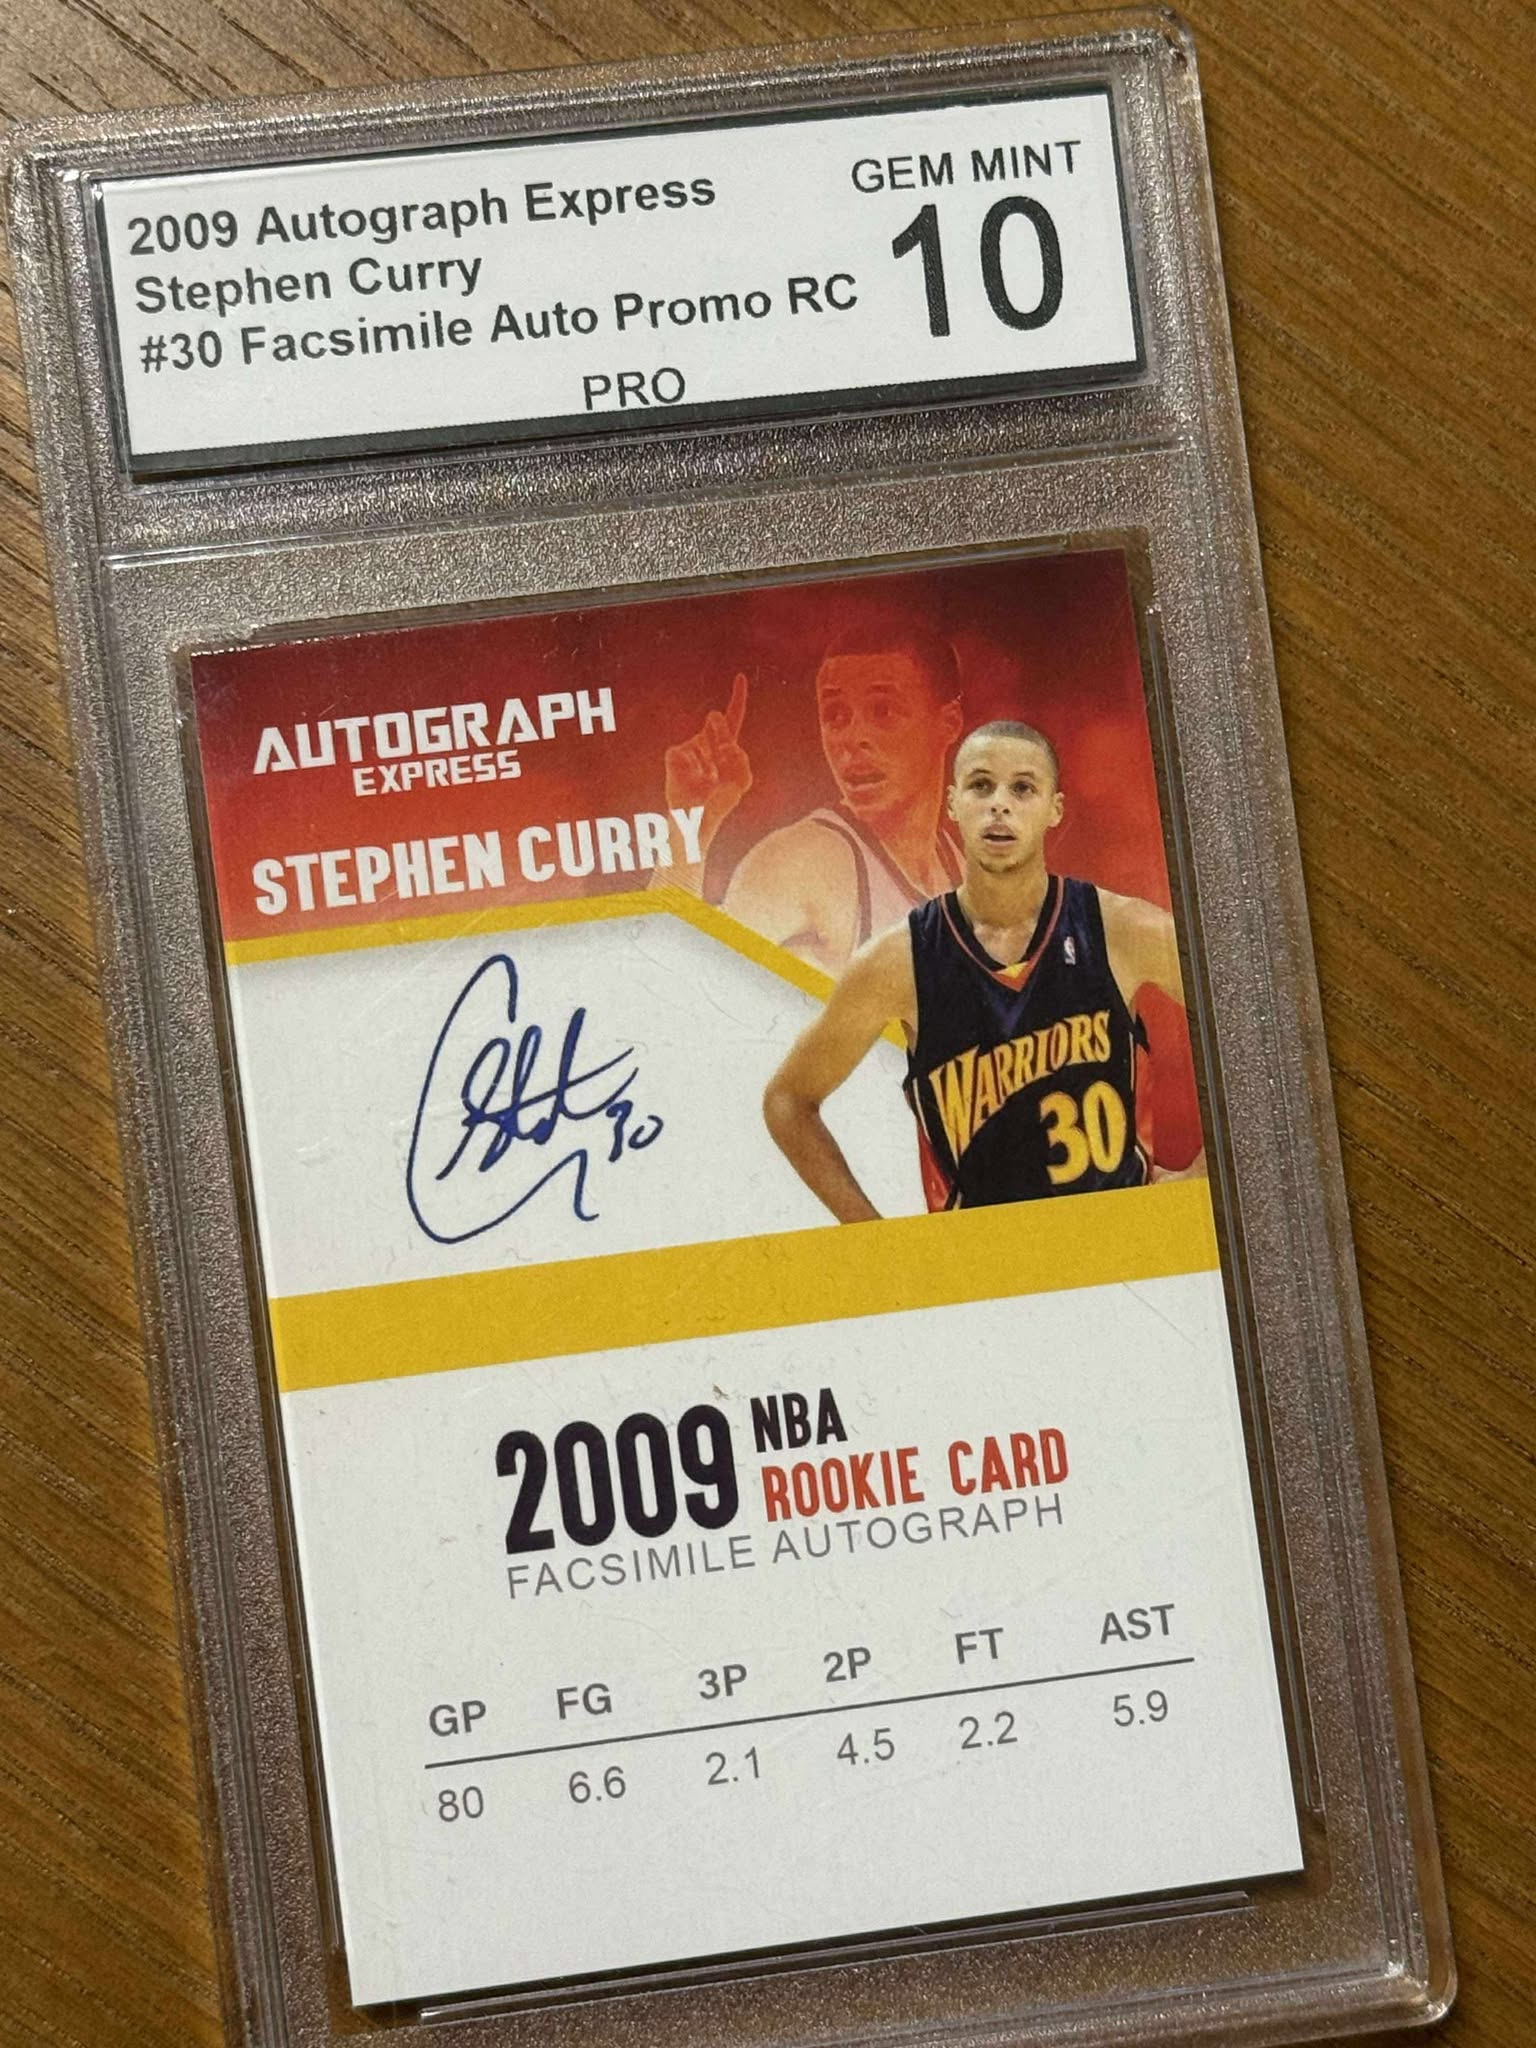 2009 Autograph Express
Stephen Curry
#30 Facsimile Auto Promo RC
GEM MINT
10
PRO
AUTOGRAPH
EXPRESS
STEPHEN CURRY
30
WARRIORS
30
2009 NBA
ROOKIE CARD
FACSIMILE AUTOGRAPH
GP FG 3P 2P FT AST
80 6.6 2.1 4.5 2.2 5.9